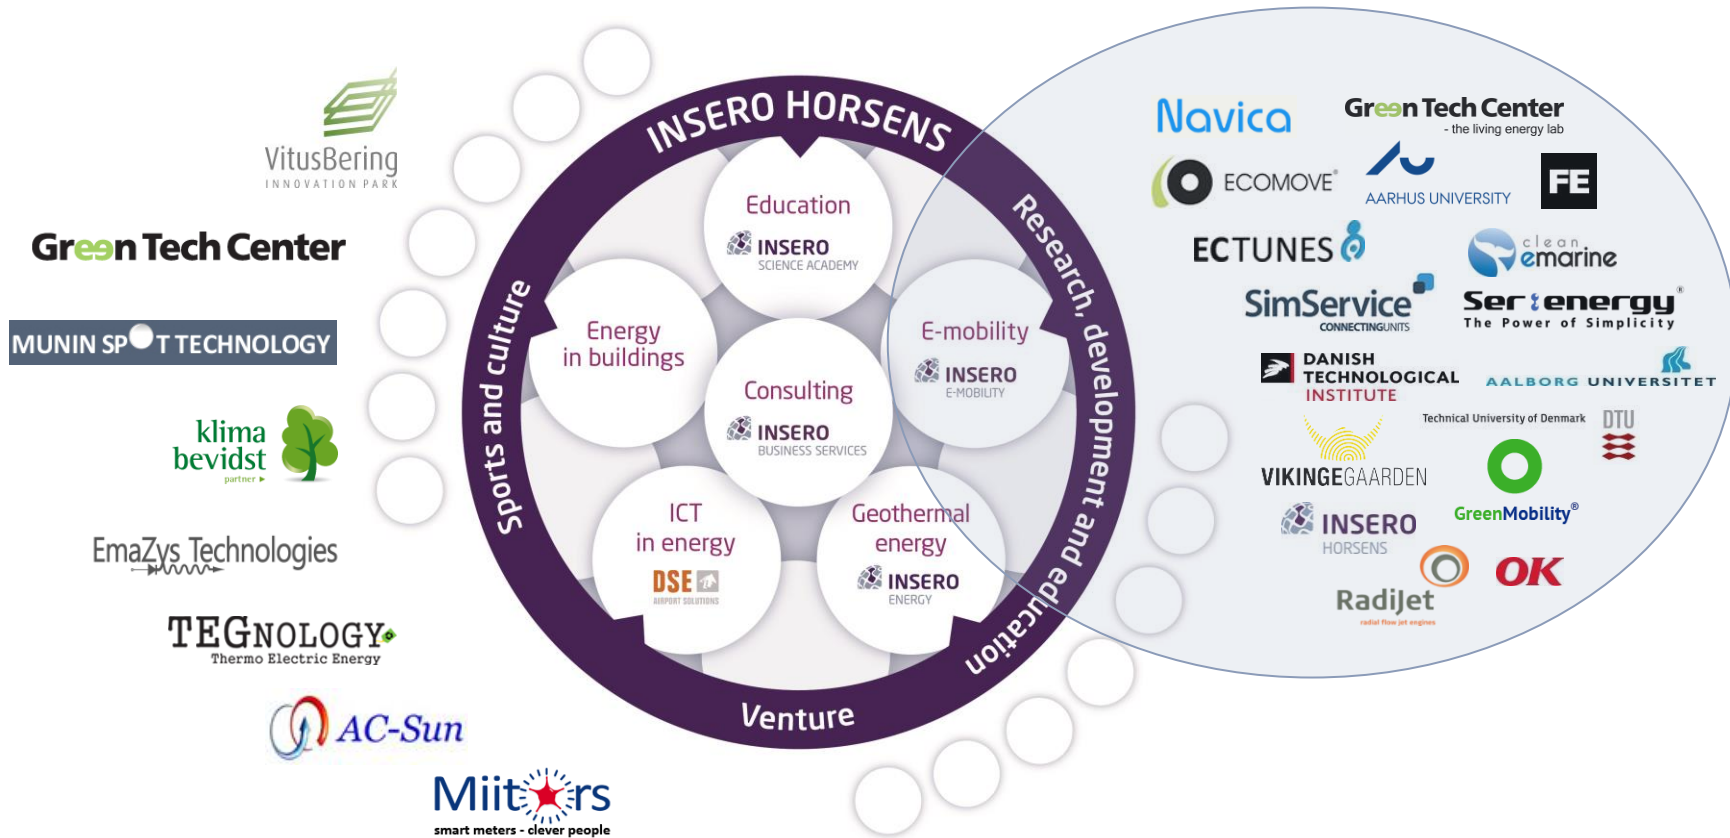 VitusBering
INNOVATION PARK
Green Tech Center
MUNIN SPOT TECHNOLOGY
klima
bevidst
partner
EmaZys Technologies
TEGNOLOGY
Thermo Electric Energy
AC-Sun
Miitors
smart meters - clever people
INSERO HORSENS
Sports and culture
Research, development and education
Venture
Education
INSERO
SCIENCE ACADEMY
Energy
in buildings
E-mobility
INSERO
E-MOBILITY
Consulting
INSERO
BUSINESS SERVICES
ICT
in energy
DSE
AIRPORT SOLUTIONS
Geothermal
energy
INSERO
ENERGY
Navica
Green Tech Center
- the living energy lab
ECOMOVE®
AARHUS UNIVERSITY
FE
ECTUNES
clean
emarine
SimService
CONNECTINGUNITS
Serenergy®
The Power of Simplicity
DANISH
TECHNOLOGICAL
INSTITUTE
AALBORG UNIVERSITET
Technical University of Denmark
DTU
VIKINGEGAARDEN
GreenMobility®
INSERO
HORSENS
RadiJet
radial flow jet engines
OK